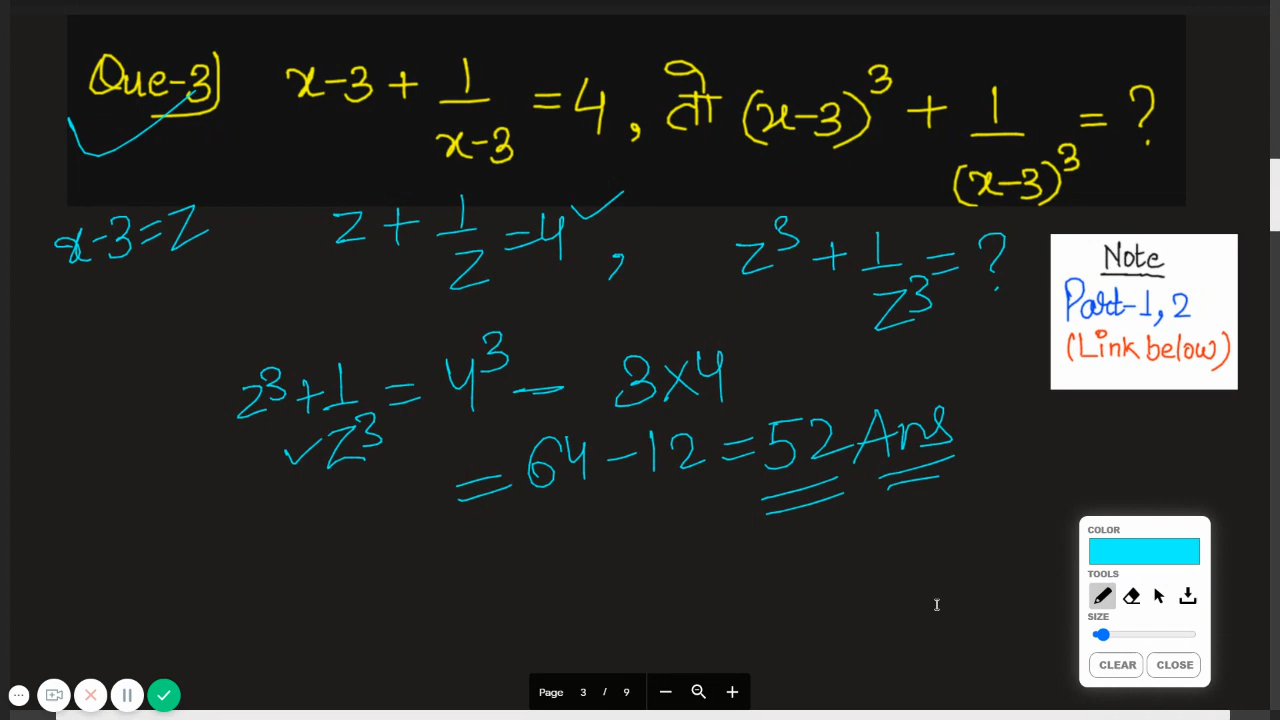 Que-3) x-3 + 1/(x-3) = 4, तो (x-3)³ + 1/(x-3)³ = ?
x-3=z z + 1/z = 4, z³ + 1/z³ = ?
Note
Part-1, 2
(Link below)
z³ + 1/z³ = 4³ - 3×4
= 64 - 12 = 52 Ans
COLOR
TOOLS
SIZE
CLEAR CLOSE
Page 3 / 9